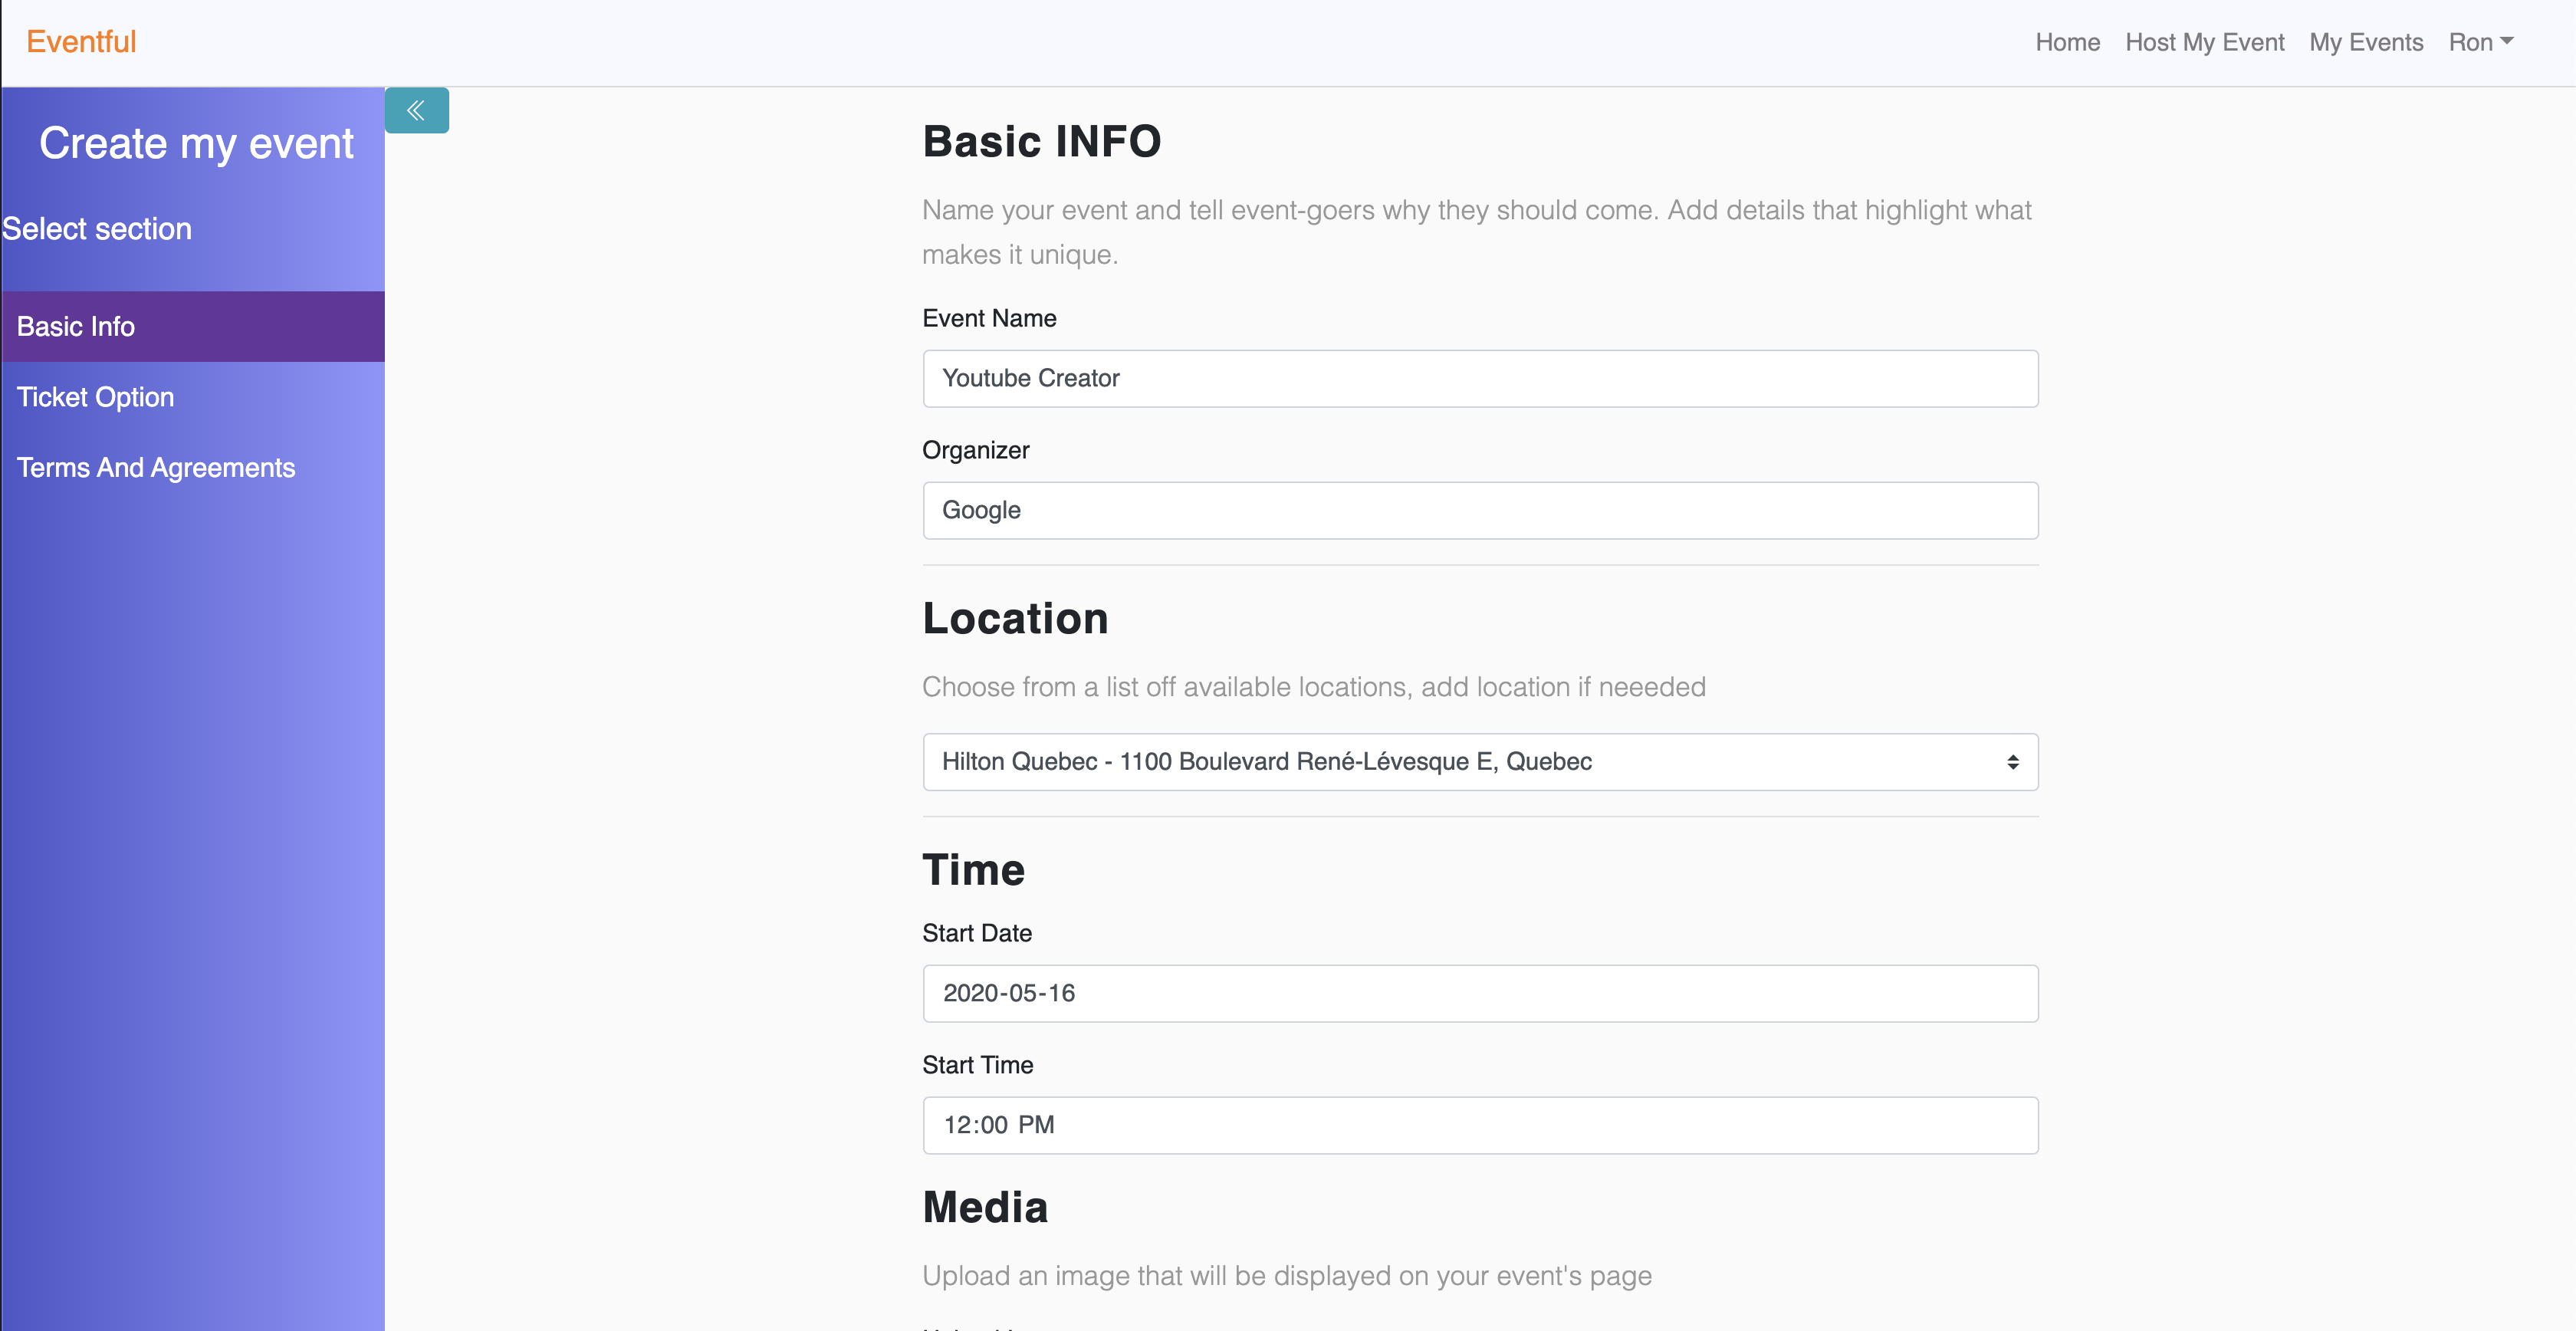 Eventful
Home Host My Event My Events Ron
Create my event
Select section
Basic Info
Ticket Option
Terms And Agreements
Basic INFO
Name your event and tell event-goers why they should come. Add details that highlight what
makes it unique.
Event Name
Youtube Creator
Organizer
Google
Location
Choose from a list off available locations, add location if neeeded
Hilton Quebec - 1100 Boulevard René-Lévesque E, Quebec
Time
Start Date
2020-05-16
Start Time
12:00 PM
Media
Upload an image that will be displayed on your event's page